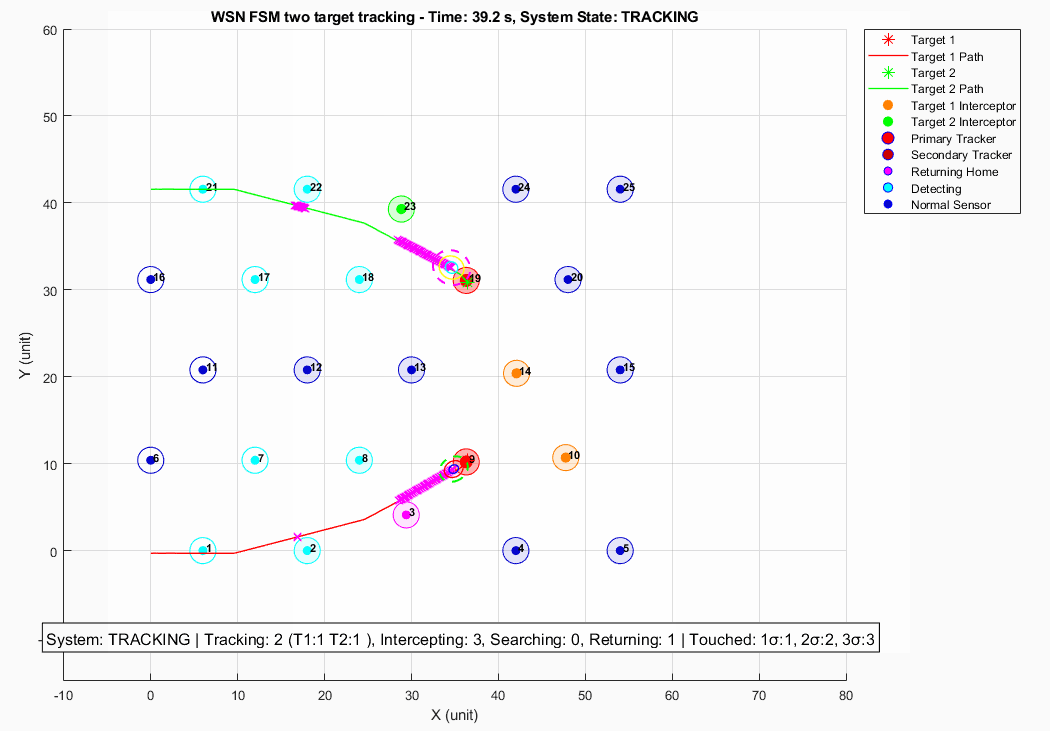 WSN FSM two target tracking - Time: 39.2 s, System State: TRACKING
Target 1
Target 1 Path
Target 2
Target 2 Path
Target 1 Interceptor
Target 2 Interceptor
Primary Tracker
Secondary Tracker
Returning Home
Detecting
Normal Sensor
60
50
40
30
20
10
0
Y (unit)
21
22
23
24
25
16
17
18
19
20
11
12
13
14
15
6
7
8
9
10
3
1
2
4
5
System: TRACKING | Tracking: 2 (T1:1 T2:1 ), Intercepting: 3, Searching: 0, Returning: 1 | Touched: 1σ:1, 2σ:2, 3σ:3
-10
0
10
20
30
40
50
60
70
80
X (unit)